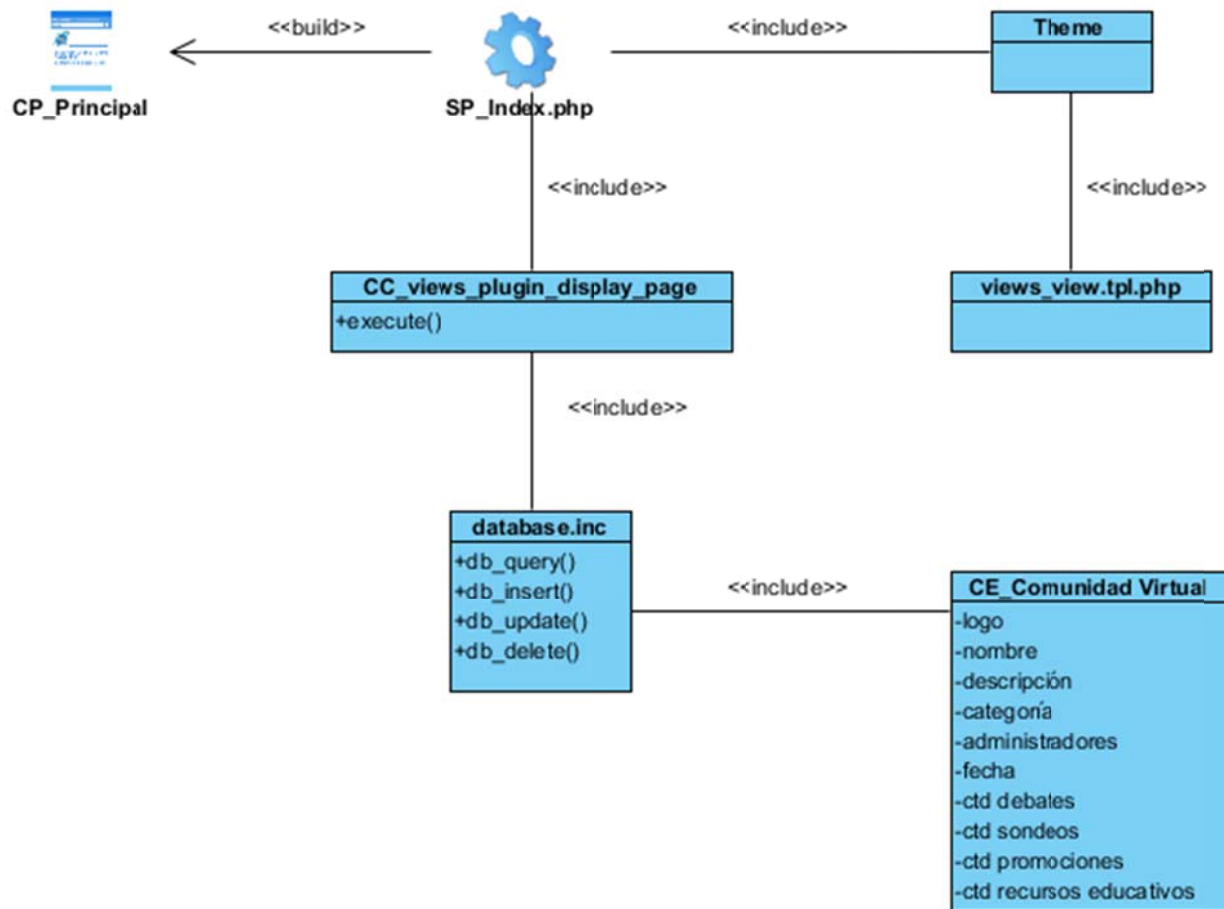 <<build>>
<<include>>
Theme
CP_Principal
SP_Index.php
<<include>>
<<include>>
CC_views_plugin_display_page
+execute()
views_view.tpl.php
<<include>>
database.inc
+db_query()
+db_insert()
+db_update()
+db_delete()
<<include>>
CE_Comunidad Virtual
-logo
-nombre
-descripción
-categoría
-administradores
-fecha
-ctd debates
-ctd sondeos
-ctd promociones
-ctd recursos educativos